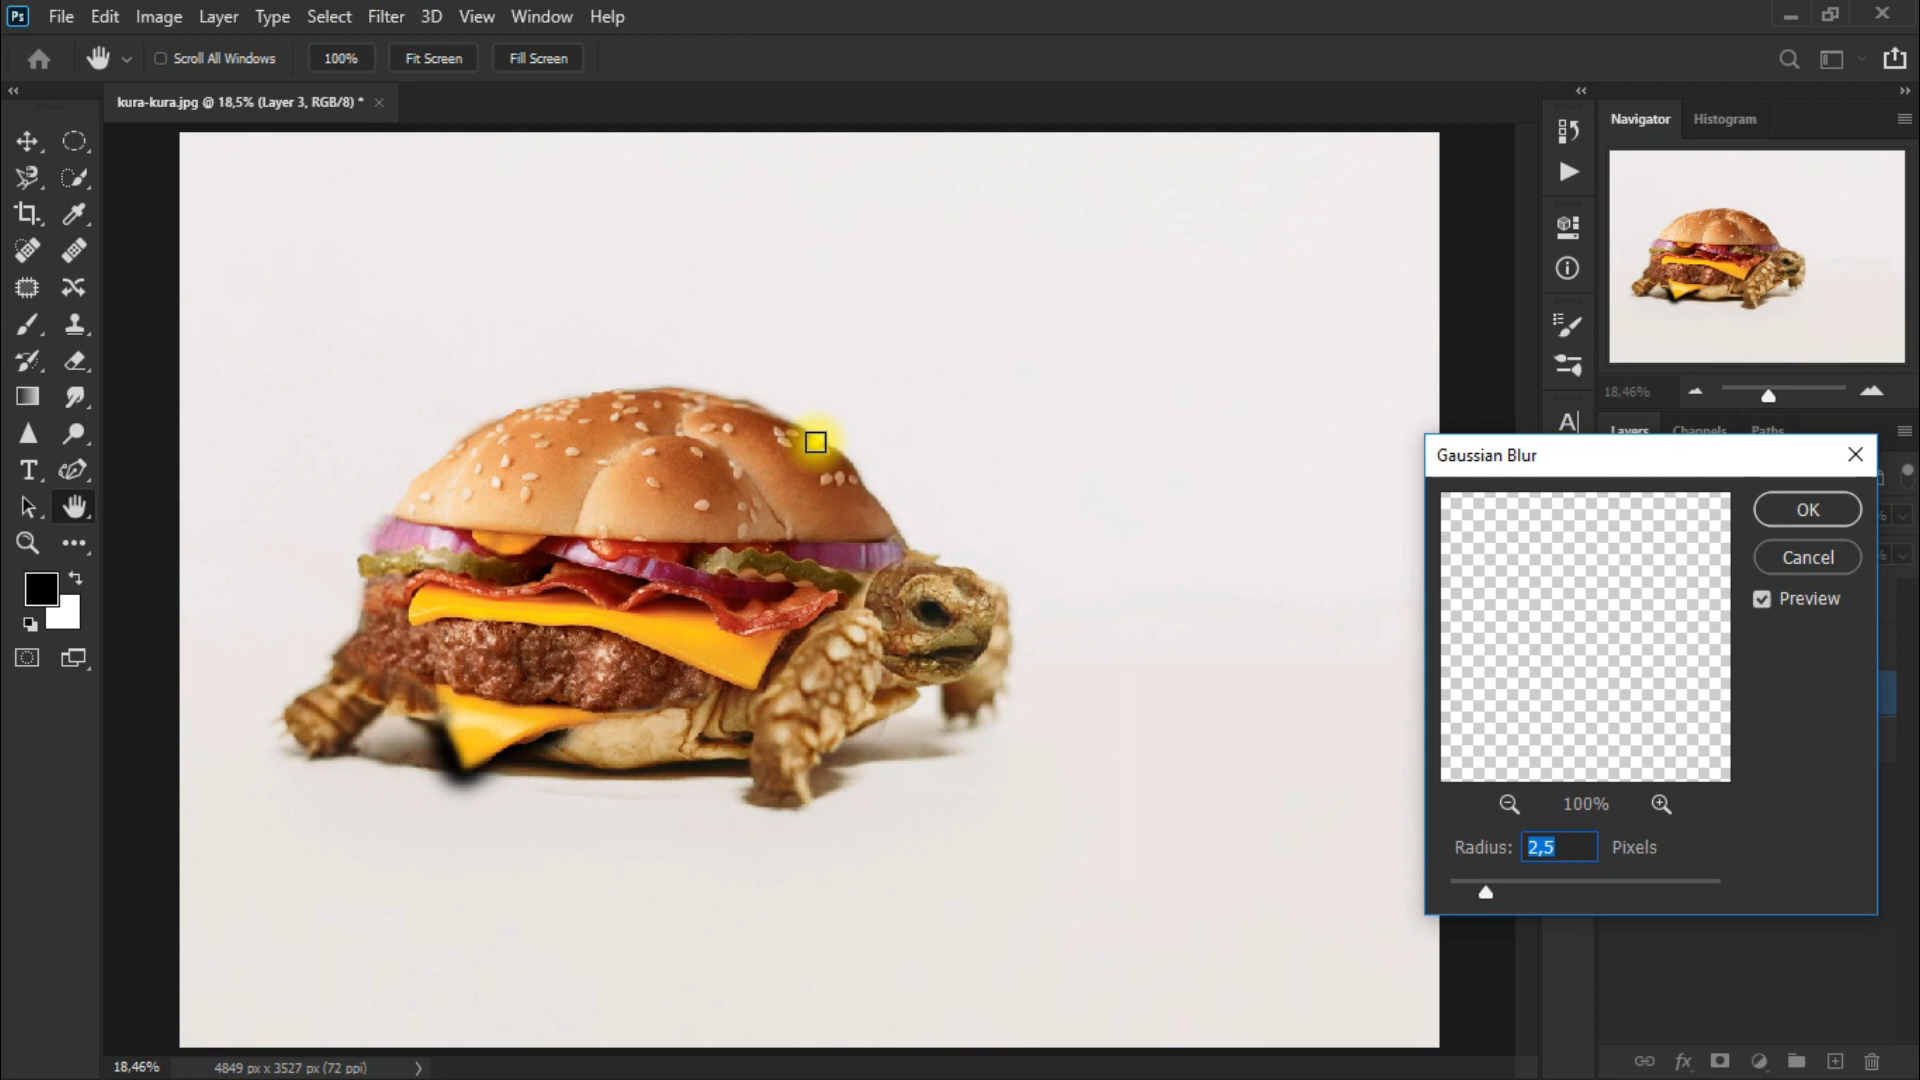 Ps File Edit Image Layer Type Select Filter 3D View Window Help
Scroll All Windows 100% Fit Screen Fill Screen
kura-kura.jpg @ 18,5% (Layer 3, RGB/8) *
Navigator Histogram
18,46%
Layers Channels Paths
Gaussian Blur
OK
Cancel
Preview
100%
Radius: 2,5 Pixels
18,46% 4849 px x 3527 px (72 ppi)